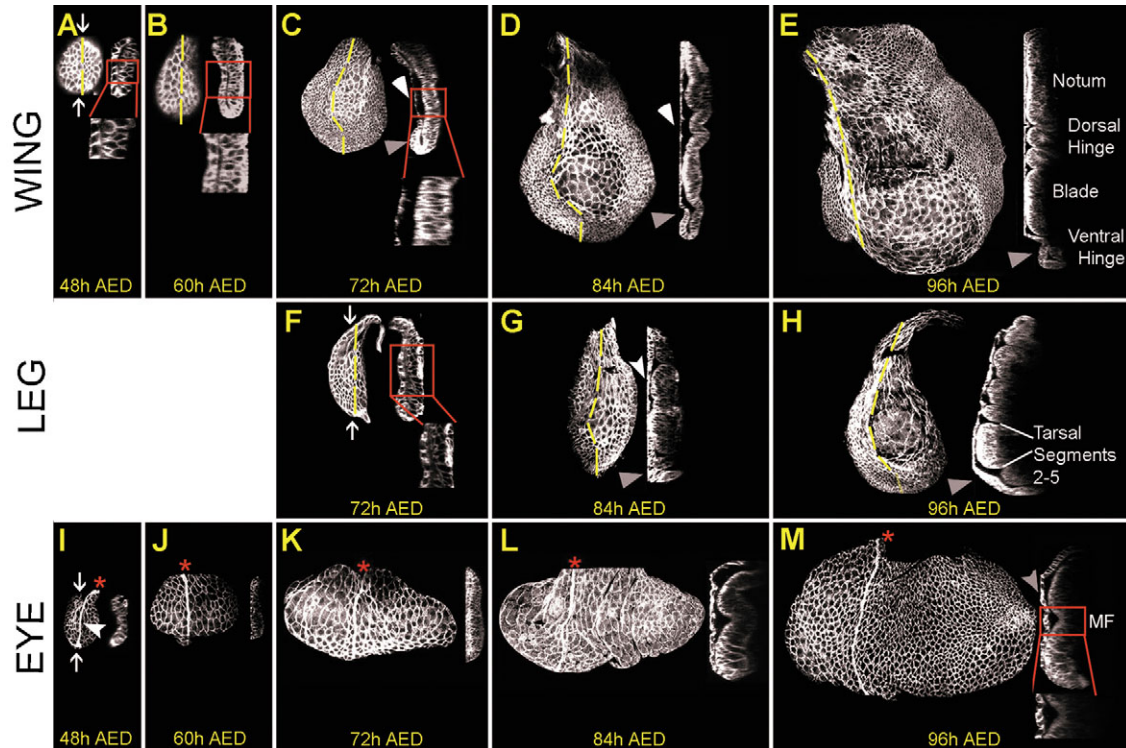 WING
A
B
C
D
E
Notum
Dorsal
Hinge
Blade
Ventral
Hinge
48h AED
60h AED
72h AED
84h AED
96h AED
LEG
F
G
H
Tarsal
Segments
2-5
72h AED
84h AED
96h AED
EYE
I
J
K
L
M
*
*
*
*
*
MF
48h AED
60h AED
72h AED
84h AED
96h AED